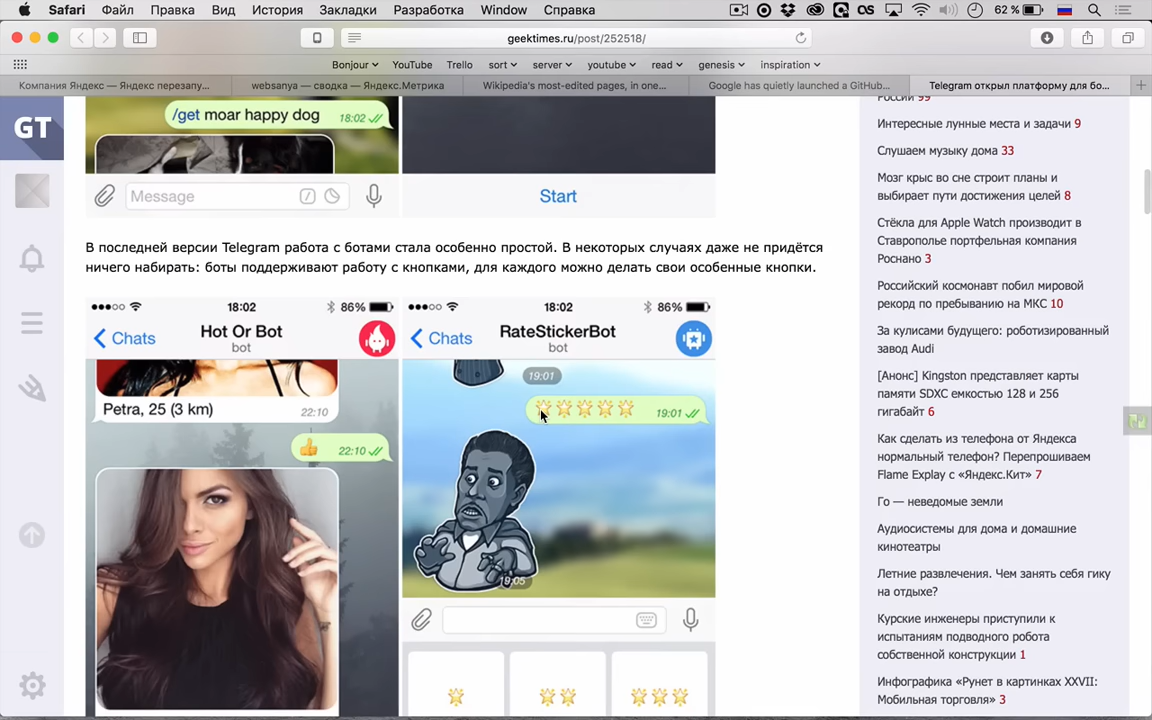 Safari Файл Правка Вид История Закладки Разработка Window Справка 62 %
geektimes.ru/post/252518/
Bonjour YouTube Trello sort server youtube read genesis inspiration
Компания Яндекс — Яндекс перезапу...
websanya — сводка — Яндекс.Метрика
Wikipedia's most-edited pages, in one...
Google has quietly launched a GitHub...
Telegram открыл платформу для бо...
GT
/get moar happy dog 18:02
Message
Start
В последней версии Telegram работа с ботами стала особенно простой. В некоторых случаях даже не придётся
ничего набирать: боты поддерживают работу с кнопками, для каждого можно делать свои особенные кнопки.
18:02 86%
Chats Hot Or Bot
bot
Petra, 25 (3 km) 22:10
22:10
18:02 86%
Chats RateStickerBot
bot
19:01
19:01
19:05
России 99
Интересные лунные места и задачи 9
Слушаем музыку дома 33
Мозг крыс во сне строит планы и
выбирает пути достижения целей 8
Стёкла для Apple Watch производит в
Ставрополье портфельная компания
Роснано 3
Российский космонавт побил мировой
рекорд по пребыванию на МКС 10
За кулисами будущего: роботизированный
завод Audi
[Анонс] Kingston представляет карты
памяти SDXC емкостью 128 и 256
гигабайт 6
Как сделать из телефона от Яндекса
нормальный телефон? Перепрошиваем
Flame Explay с «Яндекс.Кит» 7
Го — неведомые земли
Аудиосистемы для дома и домашние
кинотеатры
Летние развлечения. Чем занять себя гику
на отдыхе?
Курские инженеры приступили к
испытаниям подводного робота
собственной конструкции 1
Инфографика «Рунет в картинках XXVII:
Мобильная торговля» 3